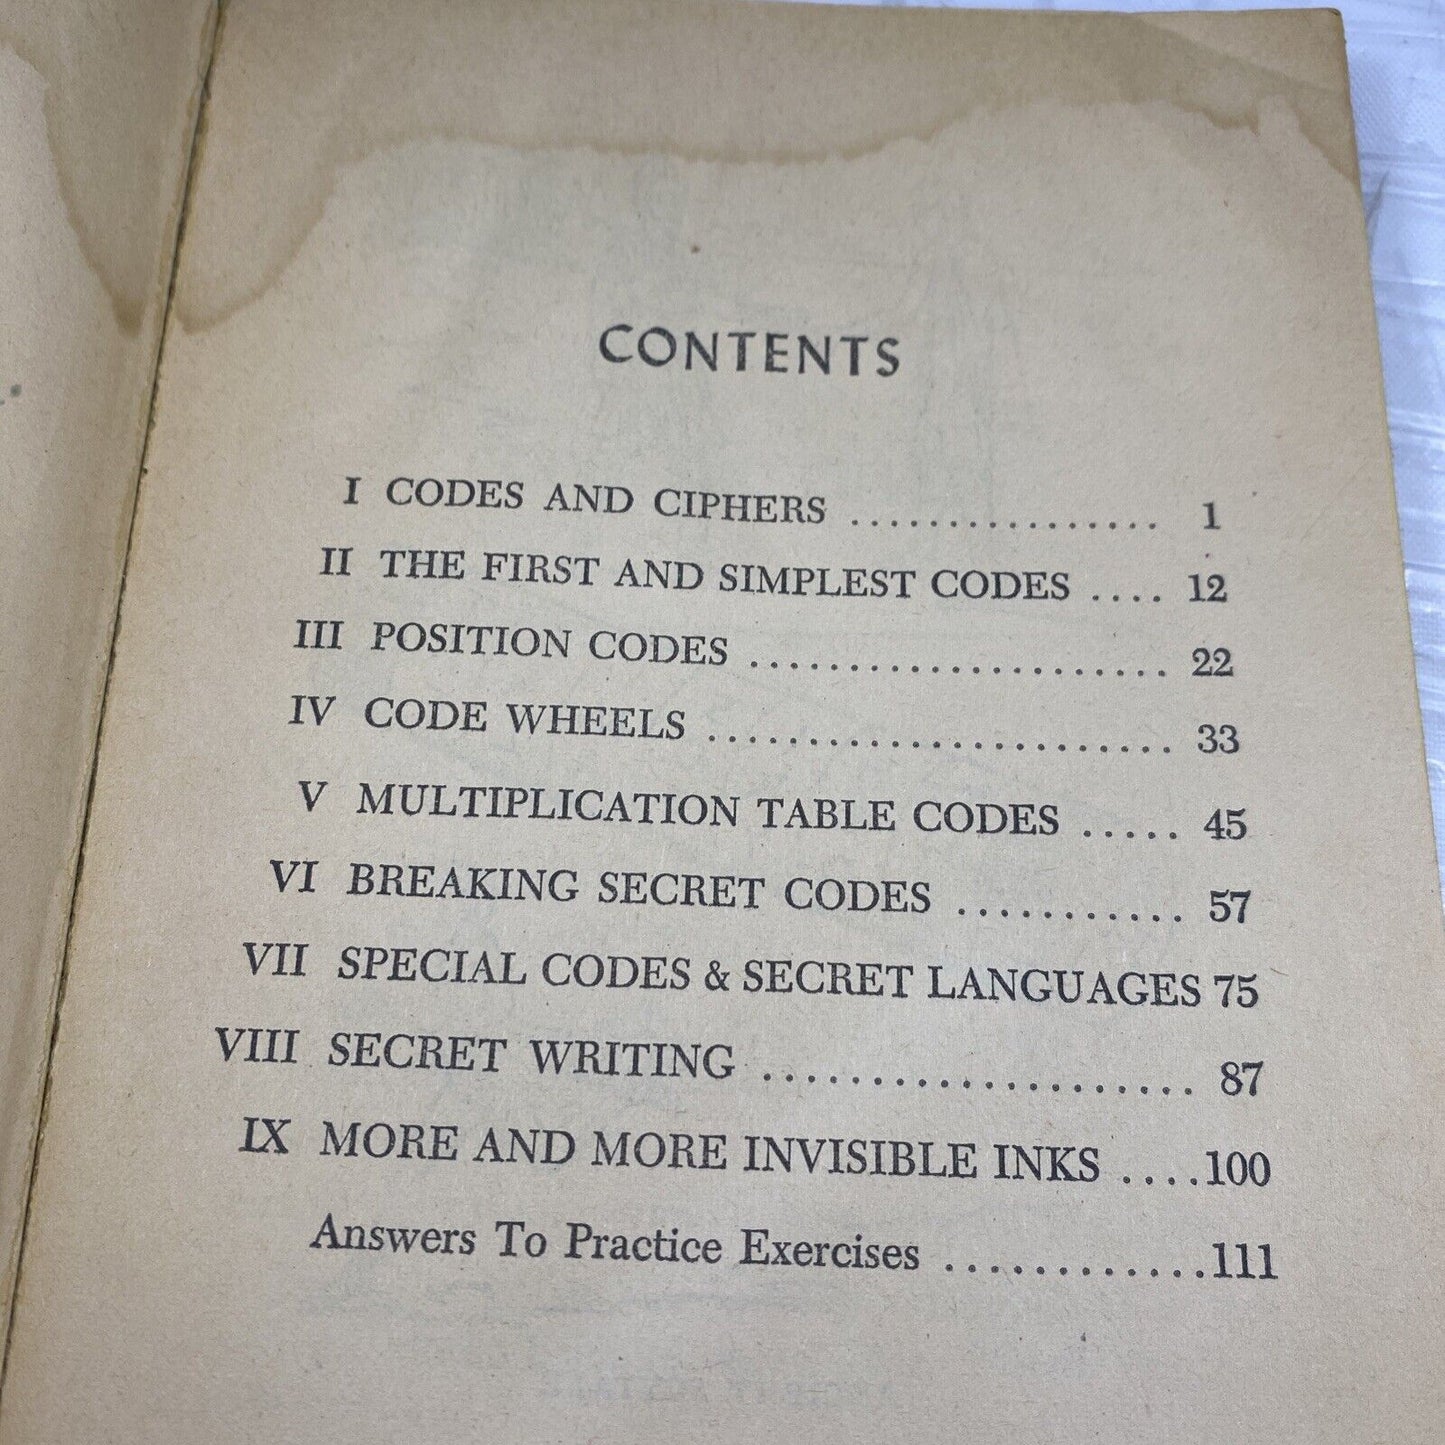 CONTENTS
I CODES AND CIPHERS ................ 1
II THE FIRST AND SIMPLEST CODES .... 12
III POSITION CODES ..................... 22
IV CODE WHEELS ........................ 33
V MULTIPLICATION TABLE CODES ..... 45
VI BREAKING SECRET CODES ........... 57
VII SPECIAL CODES & SECRET LANGUAGES 75
VIII SECRET WRITING ..................... 87
IX MORE AND MORE INVISIBLE INKS ....100
Answers To Practice Exercises .............111